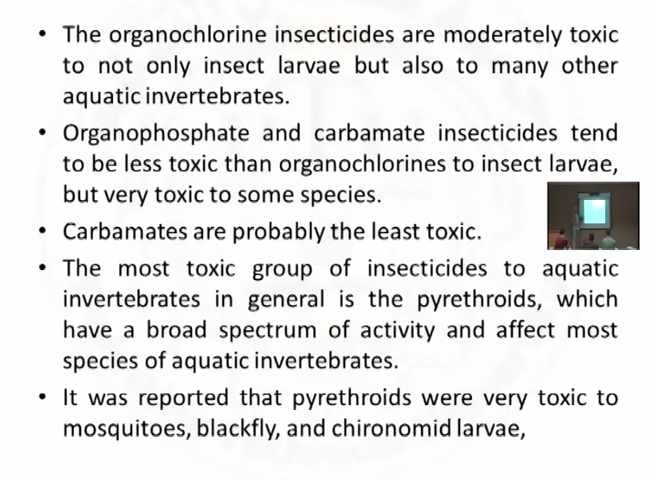 • The organochlorine insecticides are moderately toxic
to not only insect larvae but also to many other
aquatic invertebrates.
• Organophosphate and carbamate insecticides tend
to be less toxic than organochlorines to insect larvae,
but very toxic to some species.
• Carbamates are probably the least toxic.
• The most toxic group of insecticides to aquatic
invertebrates in general is the pyrethroids, which
have a broad spectrum of activity and affect most
species of aquatic invertebrates.
• It was reported that pyrethroids were very toxic to
mosquitoes, blackfly, and chironomid larvae,